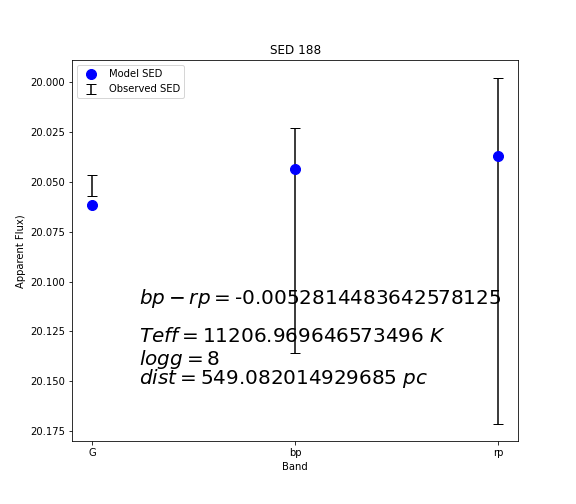 SED 188
Model SED
Observed SED
20.000
20.025
20.050
20.075
20.100
20.125
20.150
20.175
Apparent Flux)
bp − rp = -0.0052814483642578125
Teff = 11206.969646573496 K
logg = 8
dist = 549.082014929685 pc
G bp rp
Band